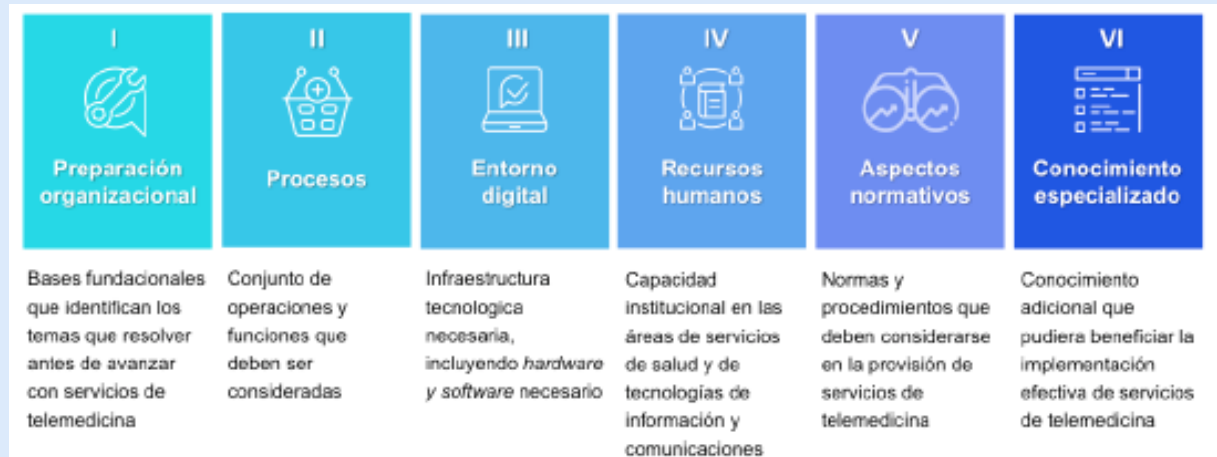 I
Preparación
organizacional
Bases fundacionales
que identifican los
temas que resolver
antes de avanzar
con servicios de
telemedicina
II
Procesos
Conjunto de
operaciones y
funciones que
deben ser
consideradas
III
Entorno
digital
Infraestructura
tecnologica
necesaria,
incluyendo hardware
y software necesario
IV
Recursos
humanos
Capacidad
institucional en las
áreas de servicios
de salud y de
tecnologías de
información y
comunicaciones
V
Aspectos
normativos
Normas y
procedimientos que
deben considerarse
en la provisión de
servicios de
telemedicina
VI
Conocimiento
especializado
Conocimiento
adicional que
pudiera beneficiar la
implementación
efectiva de servicios
de telemedicina